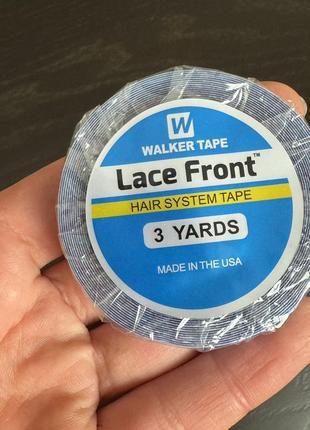 W
WALKER TAPE
Lace Front™
HAIR SYSTEM TAPE
3 YARDS
MADE IN THE USA